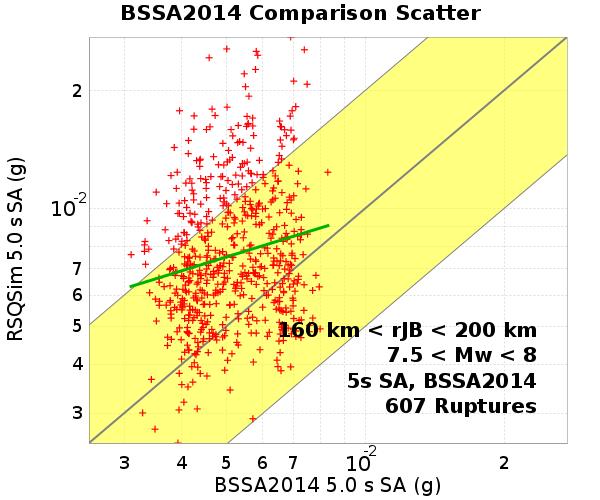 BSSA2014 Comparison Scatter
RSQSim 5.0 s SA (g)
2
10-2
7
6
5
4
3
160 km < rJB < 200 km
7.5 < Mw < 8
5s SA, BSSA2014
607 Ruptures
3 4 5 6 7 10-2 2
BSSA2014 5.0 s SA (g)